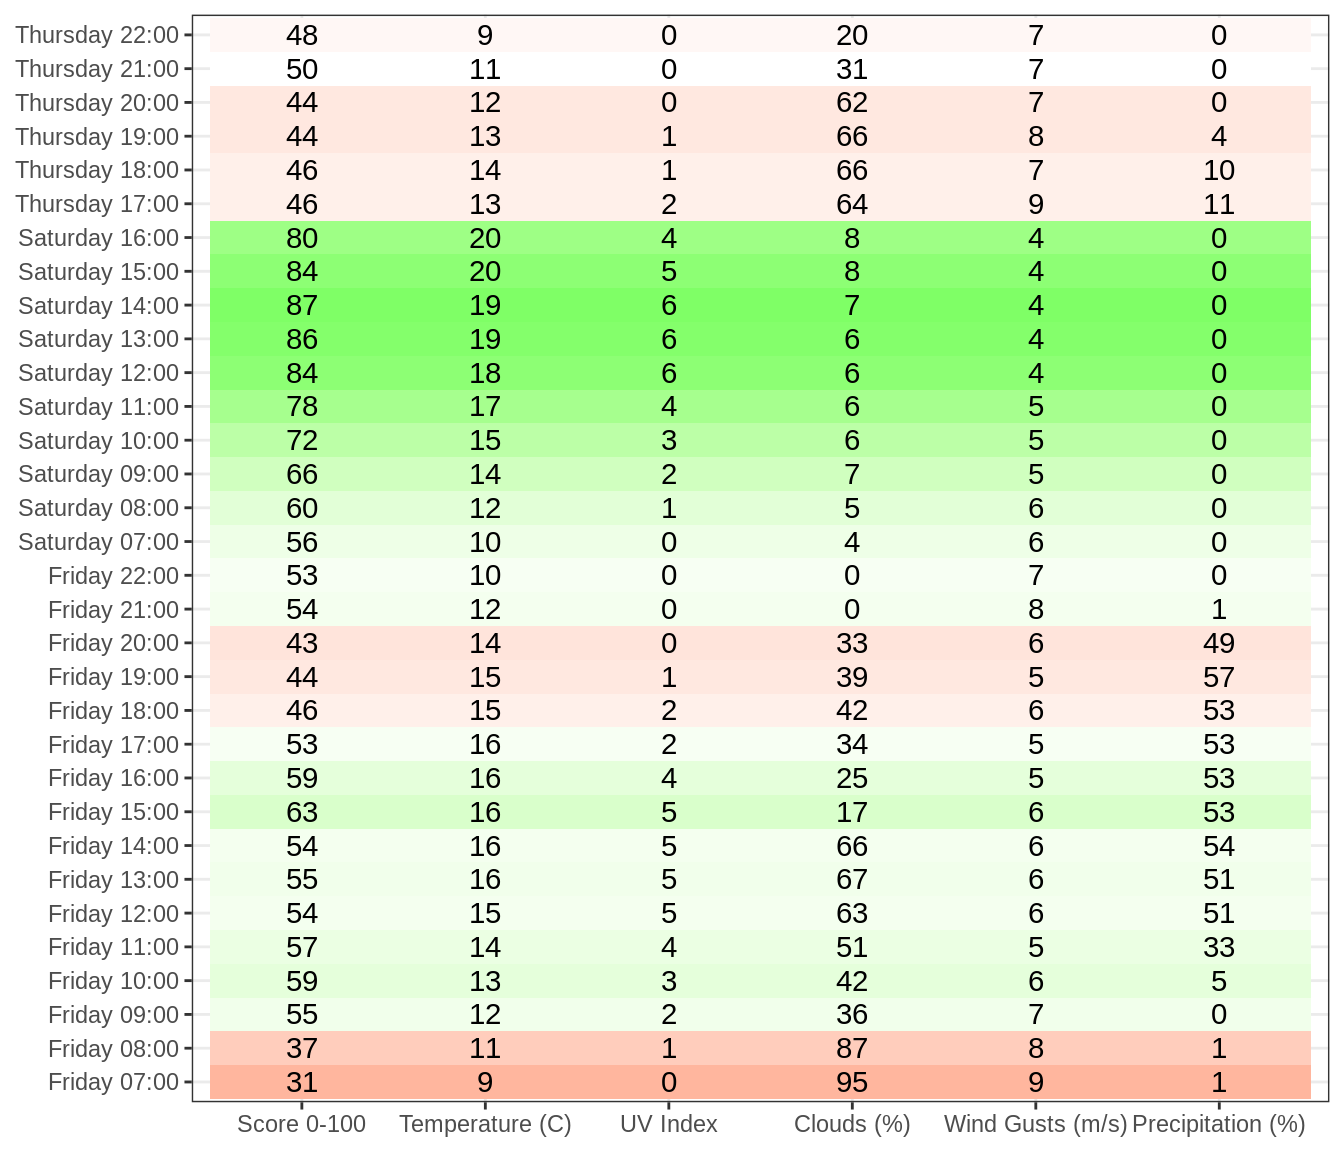 Thursday 22:00 48 9 0 20 7 0
Thursday 21:00 50 11 0 31 7 0
Thursday 20:00 44 12 0 62 7 0
Thursday 19:00 44 13 1 66 8 4
Thursday 18:00 46 14 1 66 7 10
Thursday 17:00 46 13 2 64 9 11
Saturday 16:00 80 20 4 8 4 0
Saturday 15:00 84 20 5 8 4 0
Saturday 14:00 87 19 6 7 4 0
Saturday 13:00 86 19 6 6 4 0
Saturday 12:00 84 18 6 6 4 0
Saturday 11:00 78 17 4 6 5 0
Saturday 10:00 72 15 3 6 5 0
Saturday 09:00 66 14 2 7 5 0
Saturday 08:00 60 12 1 5 6 0
Saturday 07:00 56 10 0 4 6 0
Friday 22:00 53 10 0 0 7 0
Friday 21:00 54 12 0 0 8 1
Friday 20:00 43 14 0 33 6 49
Friday 19:00 44 15 1 39 5 57
Friday 18:00 46 15 2 42 6 53
Friday 17:00 53 16 2 34 5 53
Friday 16:00 59 16 4 25 5 53
Friday 15:00 63 16 5 17 6 53
Friday 14:00 54 16 5 66 6 54
Friday 13:00 55 16 5 67 6 51
Friday 12:00 54 15 5 63 6 51
Friday 11:00 57 14 4 51 5 33
Friday 10:00 59 13 3 42 6 5
Friday 09:00 55 12 2 36 7 0
Friday 08:00 37 11 1 87 8 1
Friday 07:00 31 9 0 95 9 1
Score 0-100 Temperature (C) UV Index Clouds (%) Wind Gusts (m/s) Precipitation (%)